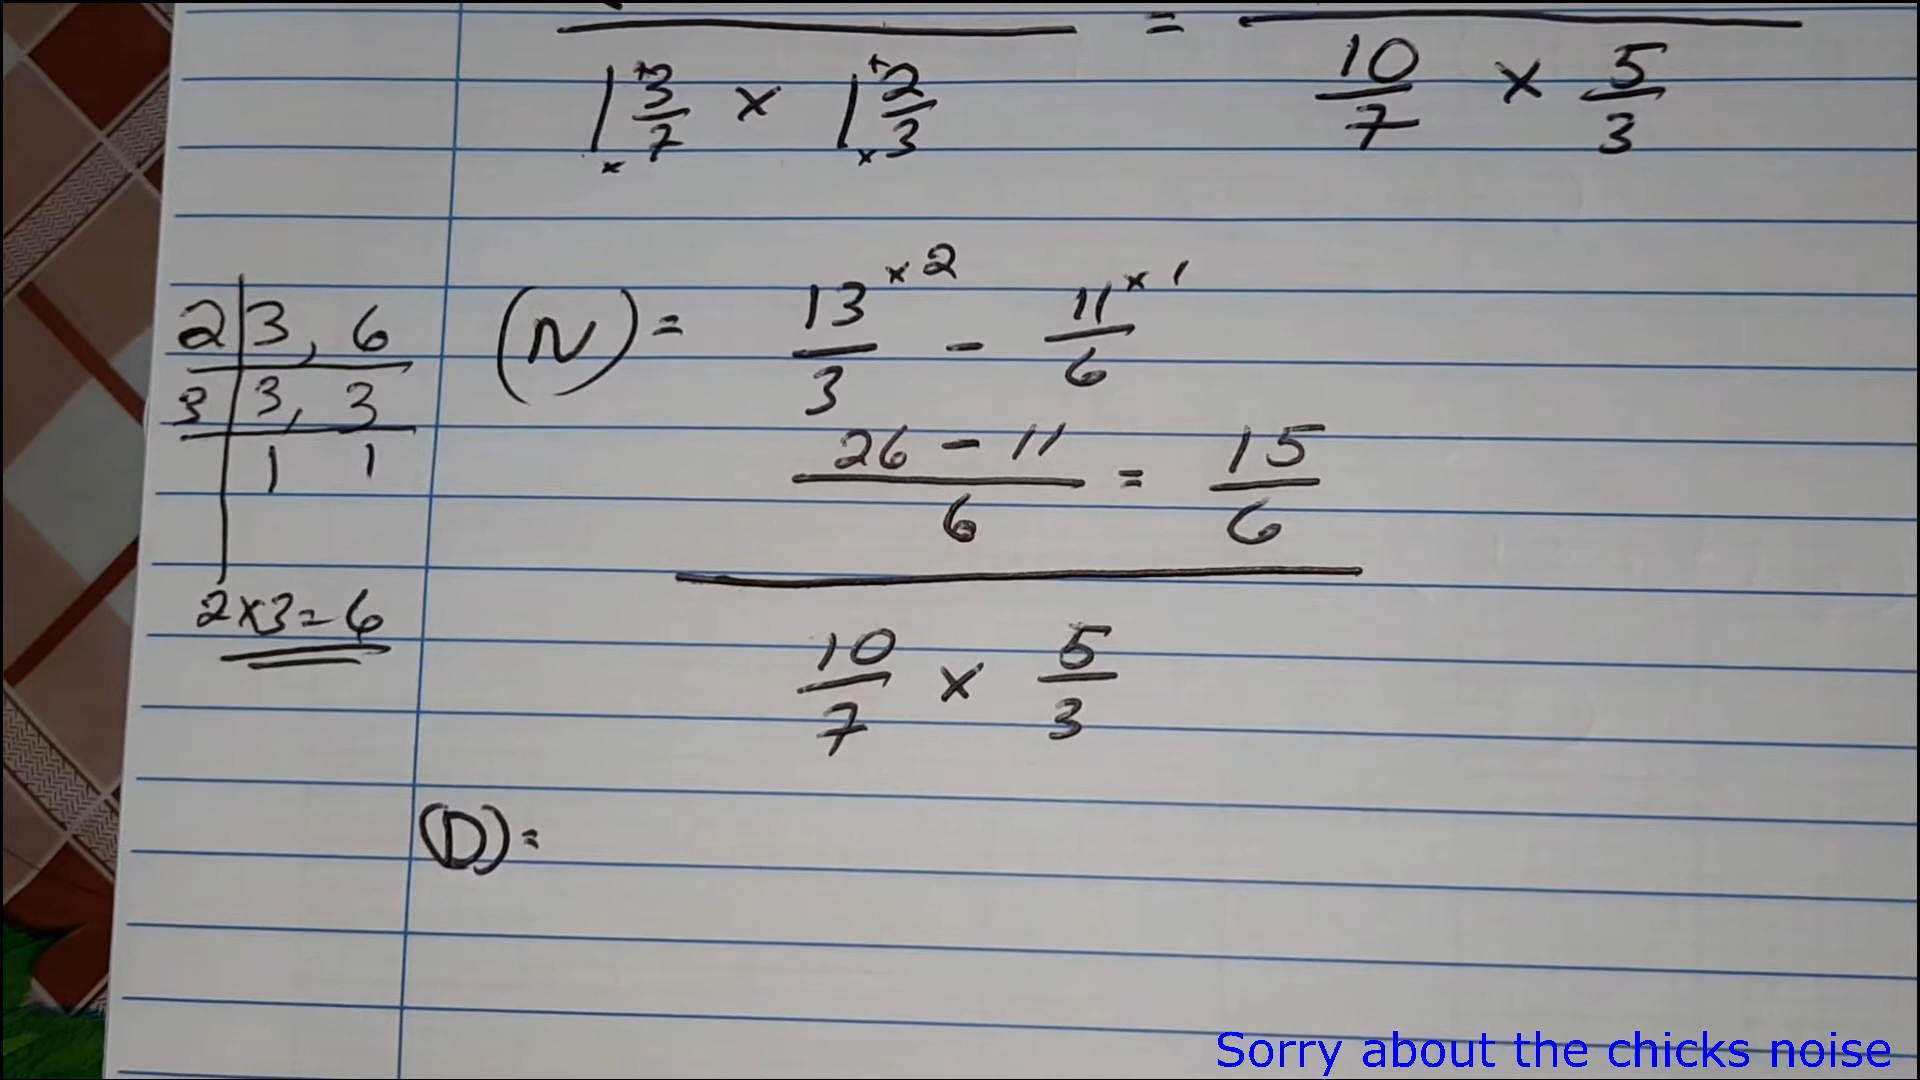 1 3/7 × 1 2/3 = 10/7 × 5/3
2 | 3, 6
3 | 3, 3
1 1
2×3=6
(N) = 13/3 ×2 - 11/6 ×1
26 - 11 / 6 = 15/6
10/7 × 5/3
(D) =
Sorry about the chicks noise